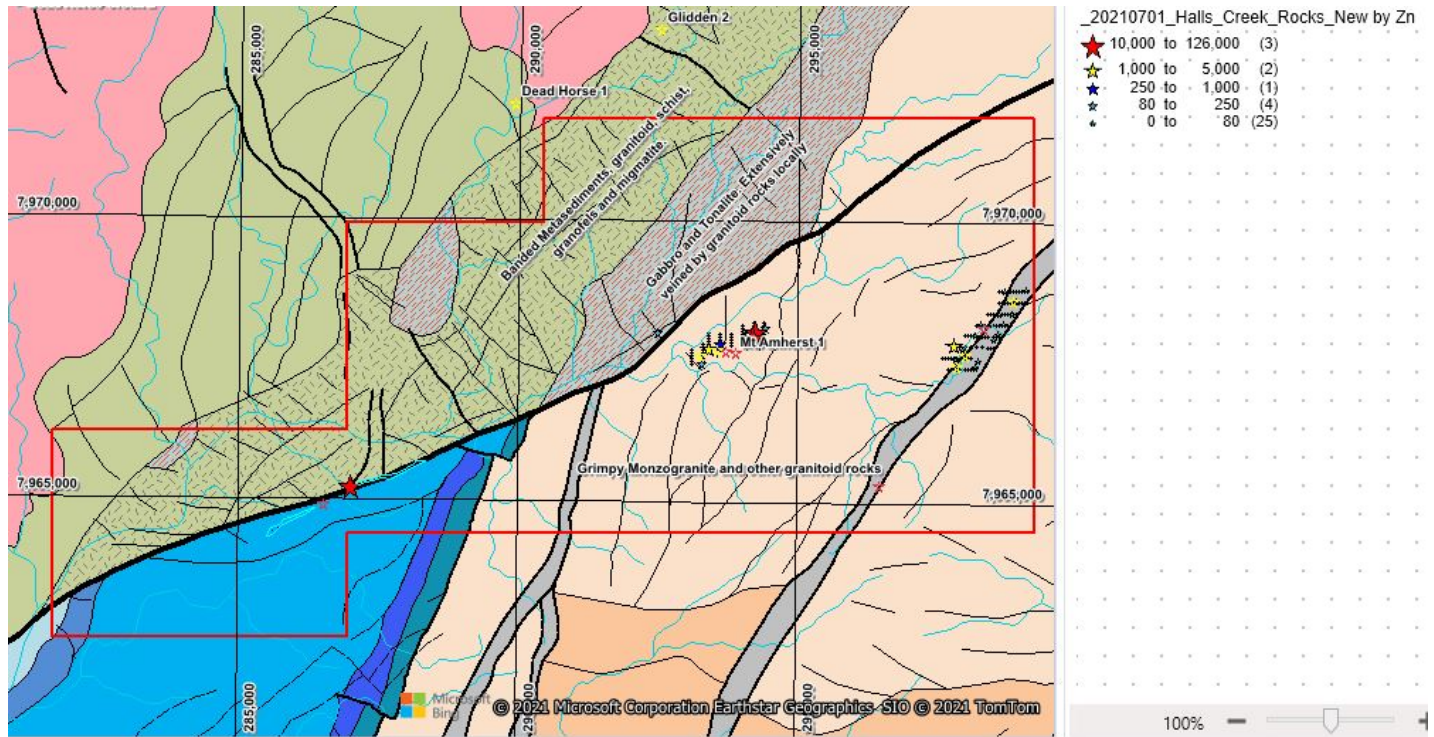 Glidden 2
285,000
290,000
295,000
Dead Horse 1
Banded Metasediments, granitoid, schist,
granofels and migmatite.
Gabbro and Tonalite: Extensively
veined by granitoid rocks locally
7,970,000
7,970,000
Mt Amherst 1
Grimpy Monzogranite and other granitoid rocks
7,965,000
7,965,000
285,000
295,000
Microsoft
Bing
© 2021 Microsoft Corporation Earthstar Geographics SIO © 2021 TomTom
_20210701_Halls_Creek_Rocks_New by Zn
10,000 to 126,000 (3)
1,000 to 5,000 (2)
250 to 1,000 (1)
80 to 250 (4)
0 to 80 (25)
100%